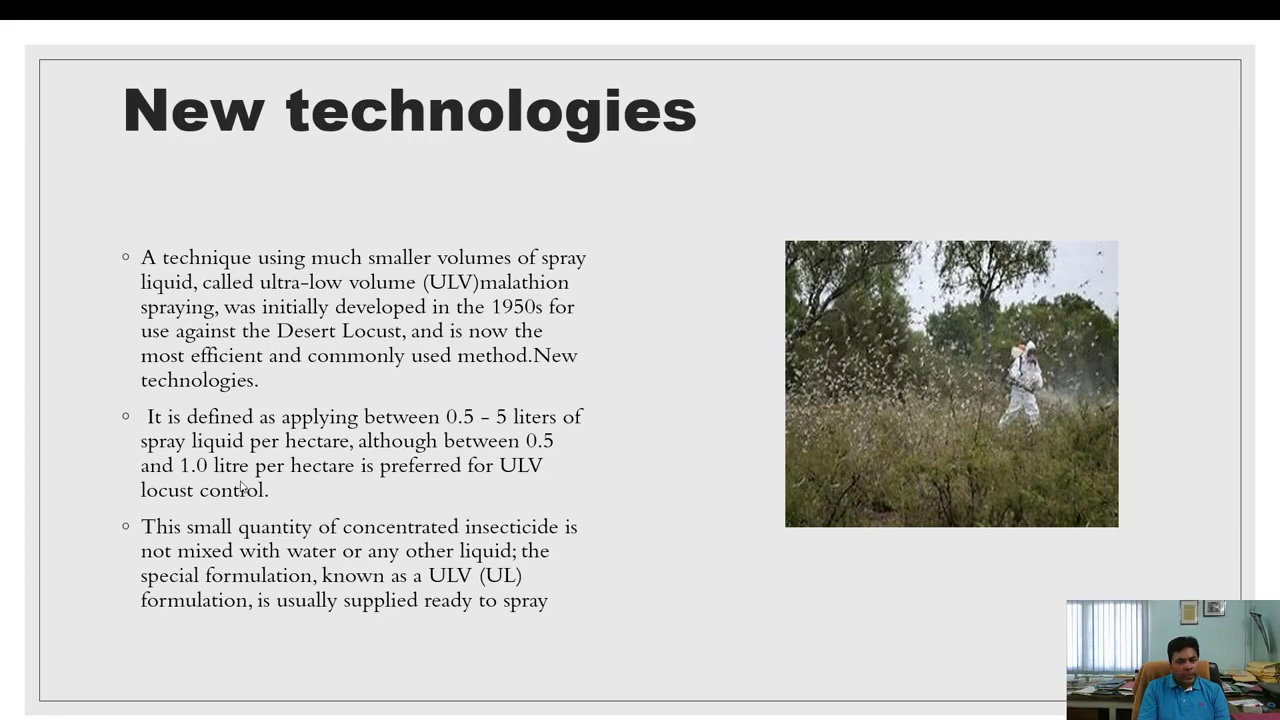 New technologies
A technique using much smaller volumes of spray
liquid, called ultra-low volume (ULV)malathion
spraying, was initially developed in the 1950s for
use against the Desert Locust, and is now the
most efficient and commonly used method.New
technologies.
It is defined as applying between 0.5 - 5 liters of
spray liquid per hectare, although between 0.5
and 1.0 litre per hectare is preferred for ULV
locust control.
This small quantity of concentrated insecticide is
not mixed with water or any other liquid; the
special formulation, known as a ULV (UL)
formulation, is usually supplied ready to spray